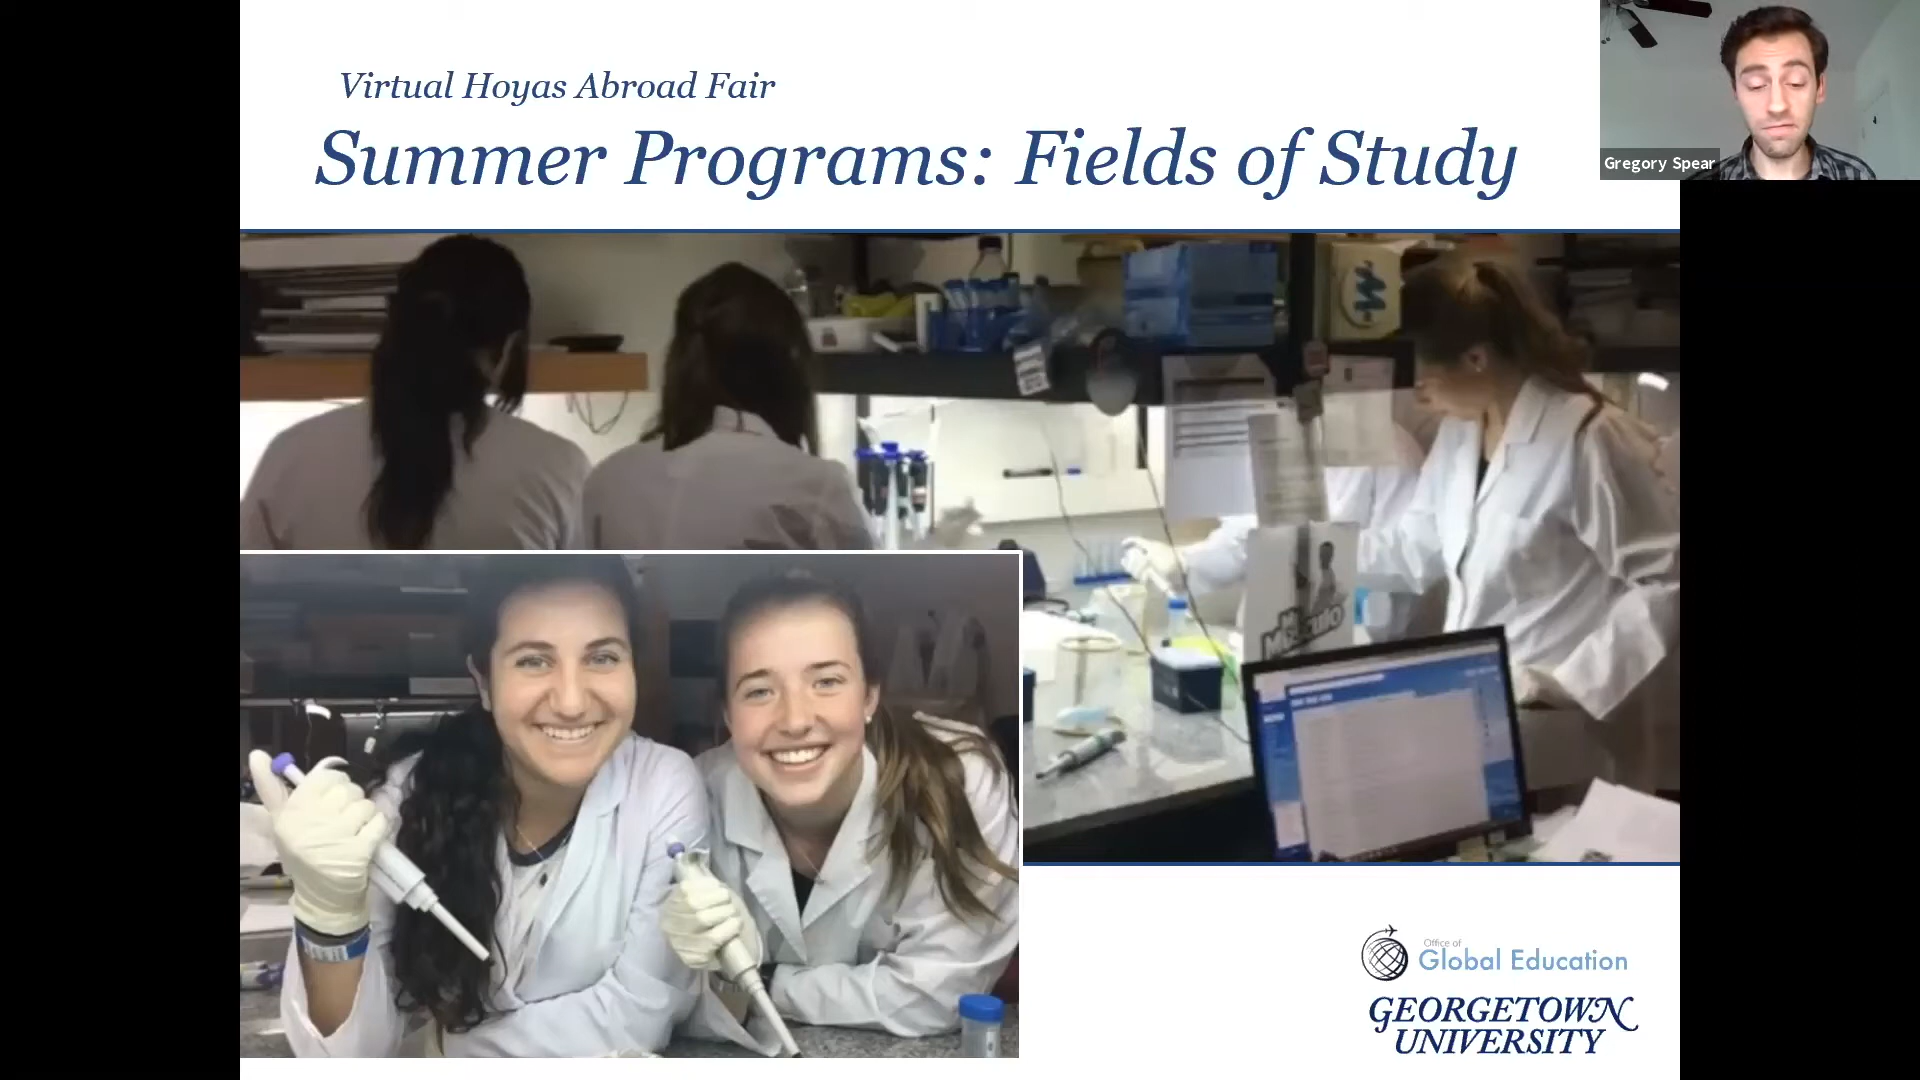 Virtual Hoyas Abroad Fair
Summer Programs: Fields of Study
Gregory Spear
Office of
Global Education
GEORGETOWN
UNIVERSITY